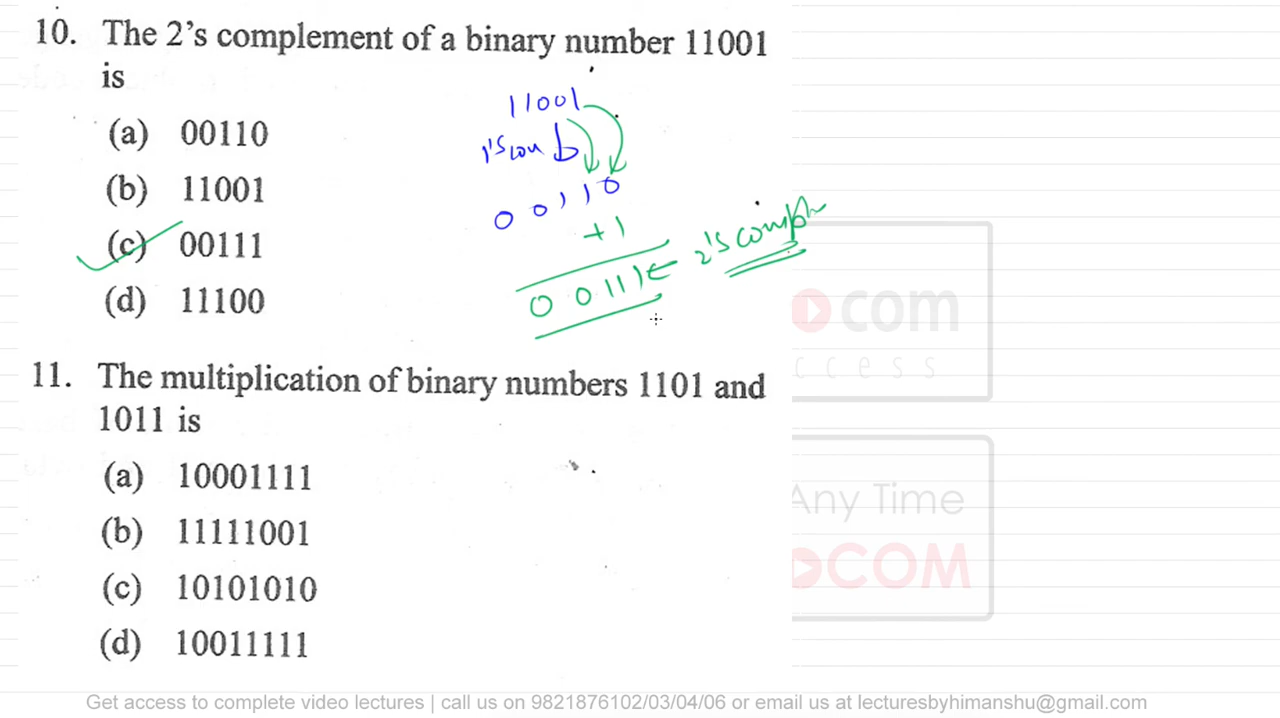 10. The 2's complement of a binary number 11001
is
(a) 00110
(b) 11001
(c) 00111
(d) 11100
11001
1's com
00110
+1
00111 ← 2's compl
11. The multiplication of binary numbers 1101 and
1011 is
(a) 10001111
(b) 11111001
(c) 10101010
(d) 10011111
com
ccess
Any Time
COM
Get access to complete video lectures | call us on 9821876102/03/04/06 or email us at lecturesbyhimanshu@gmail.com